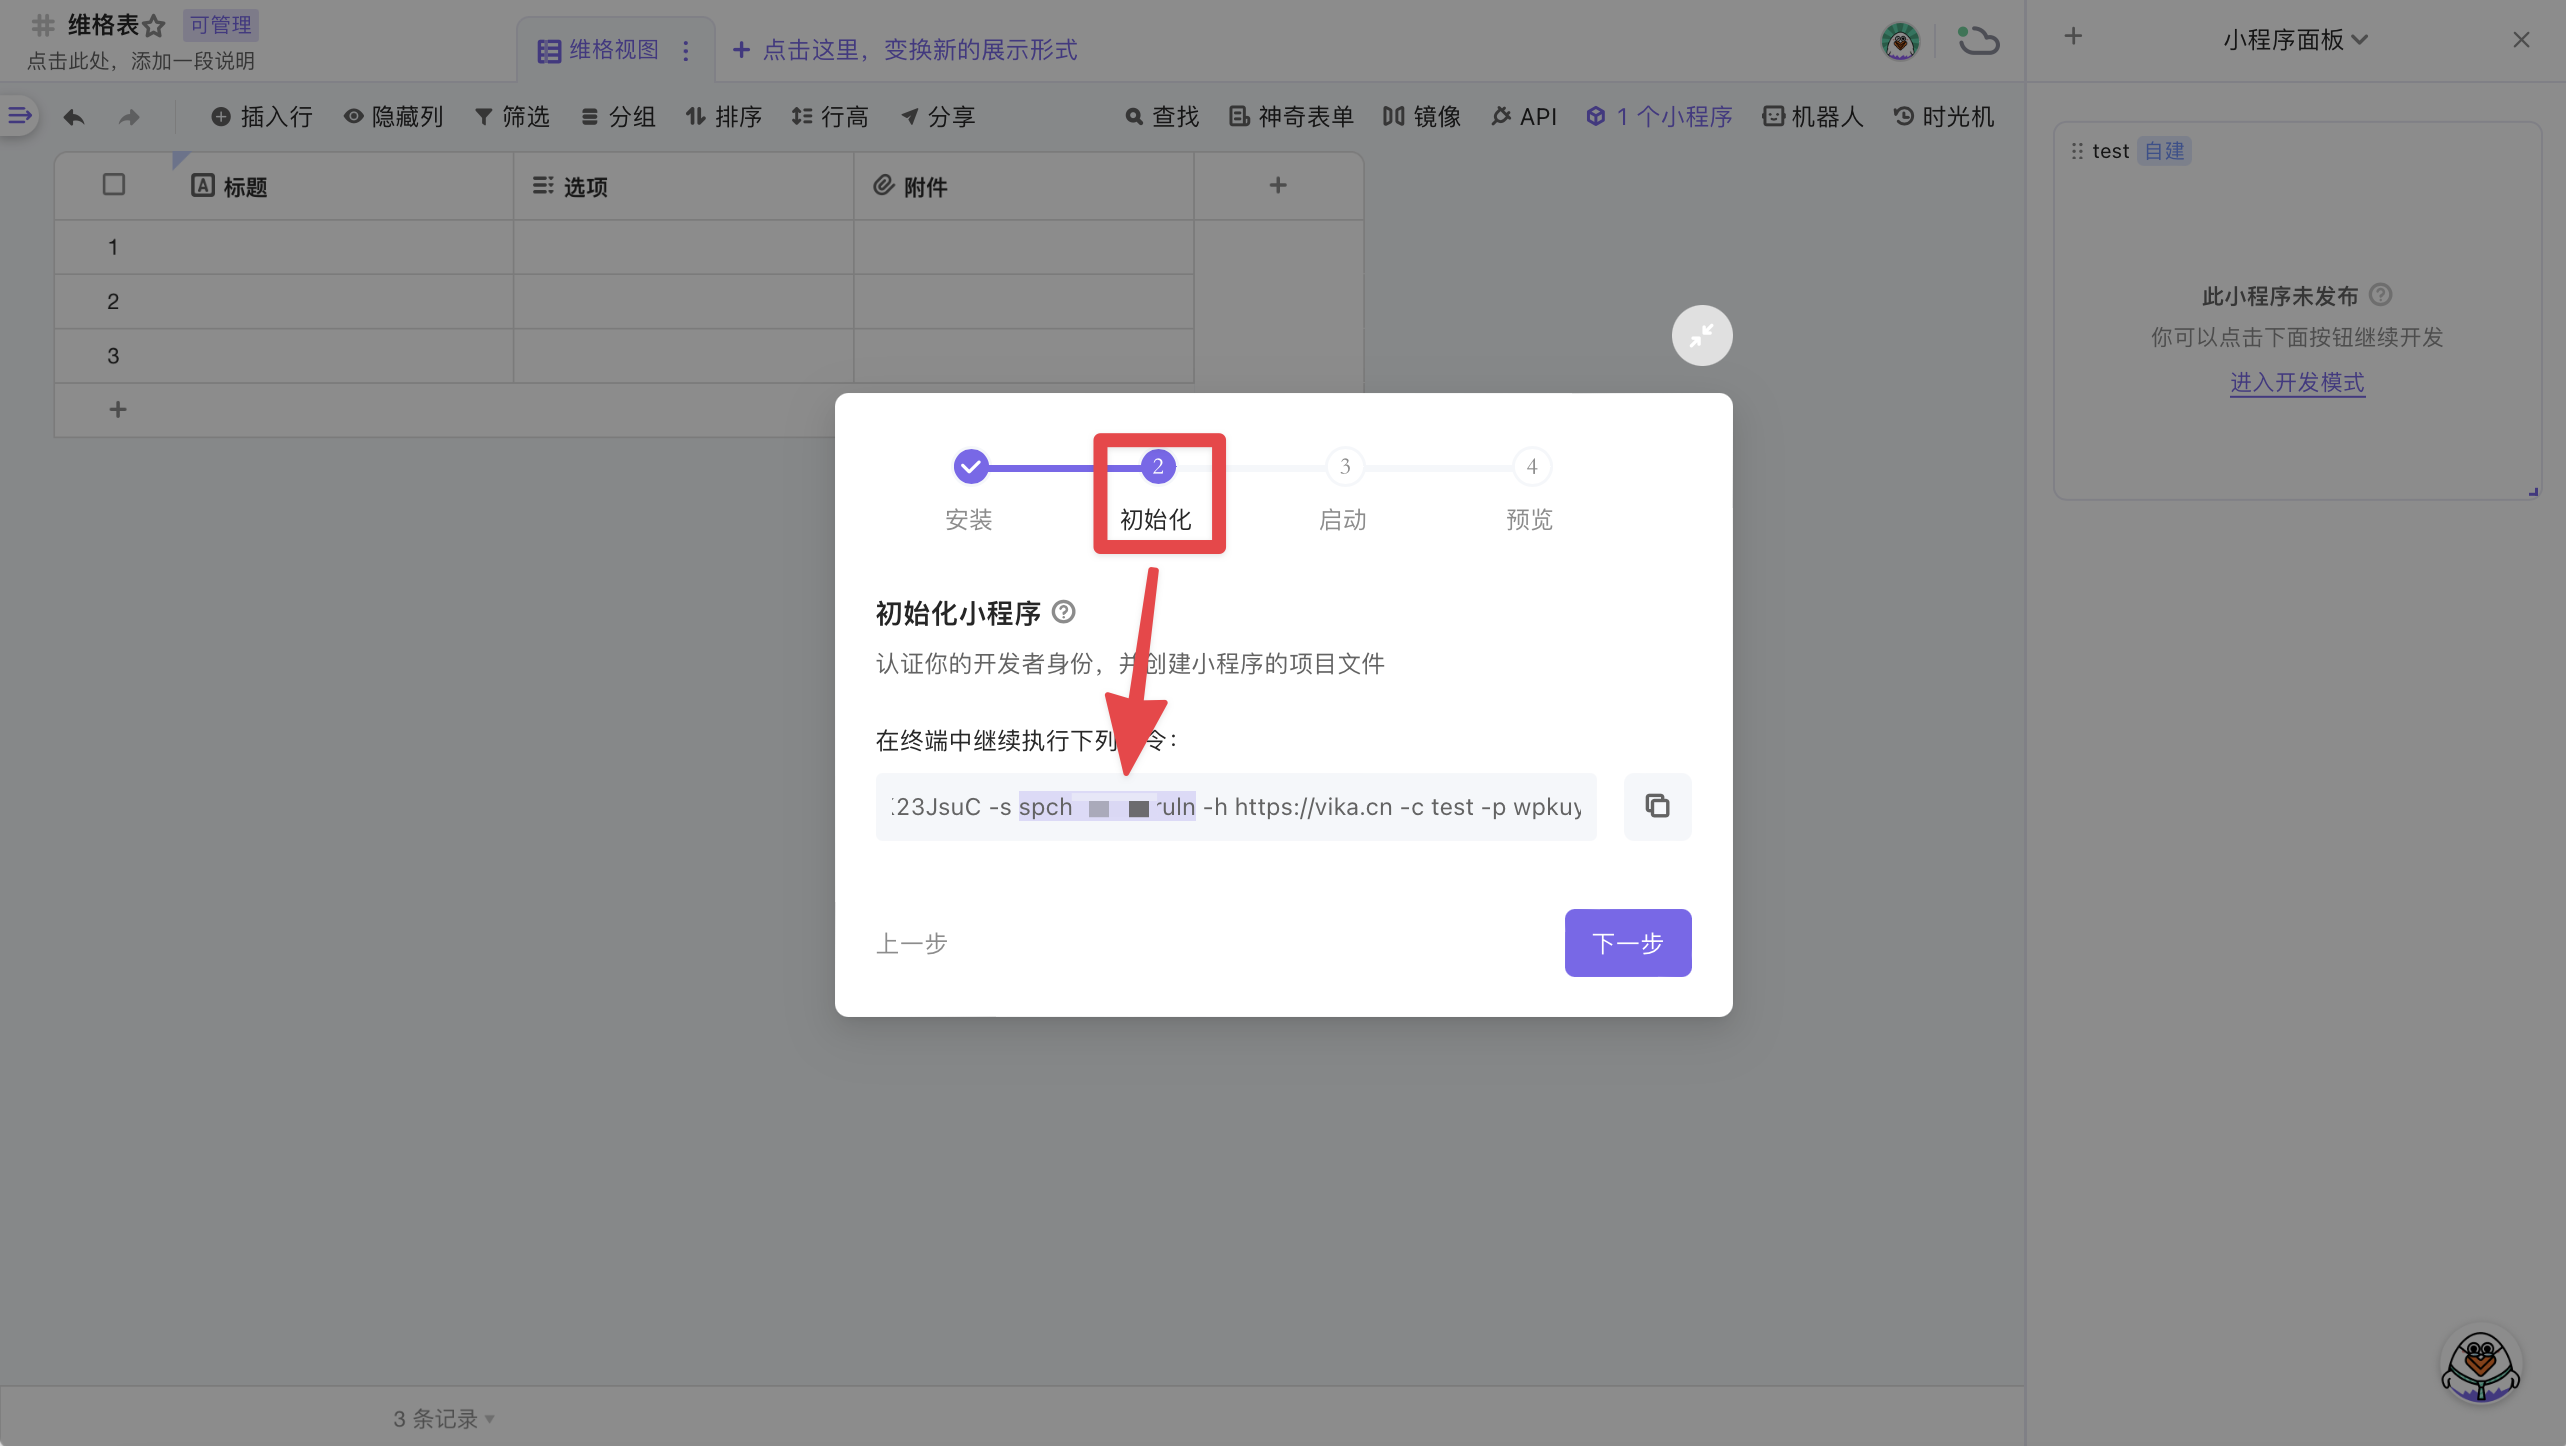 维格表 可管理
点击此处，添加一段说明
维格视图
点击这里，变换新的展示形式
小程序面板
插入行 隐藏列 筛选 分组 排序 行高 分享 查找 神奇表单 镜像 API 1 个小程序 机器人 时光机
标题 选项 附件
1
2
3
test 自建
此小程序未发布
你可以点击下面按钮继续开发
进入开发模式
2 3 4
安装 初始化 启动 预览
初始化小程序
认证你的开发者身份，并创建小程序的项目文件
在终端中继续执行下列 令：
23JsuC -s spch ruln -h https://vika.cn -c test -p wpkuy
上一步 下一步
3 条记录